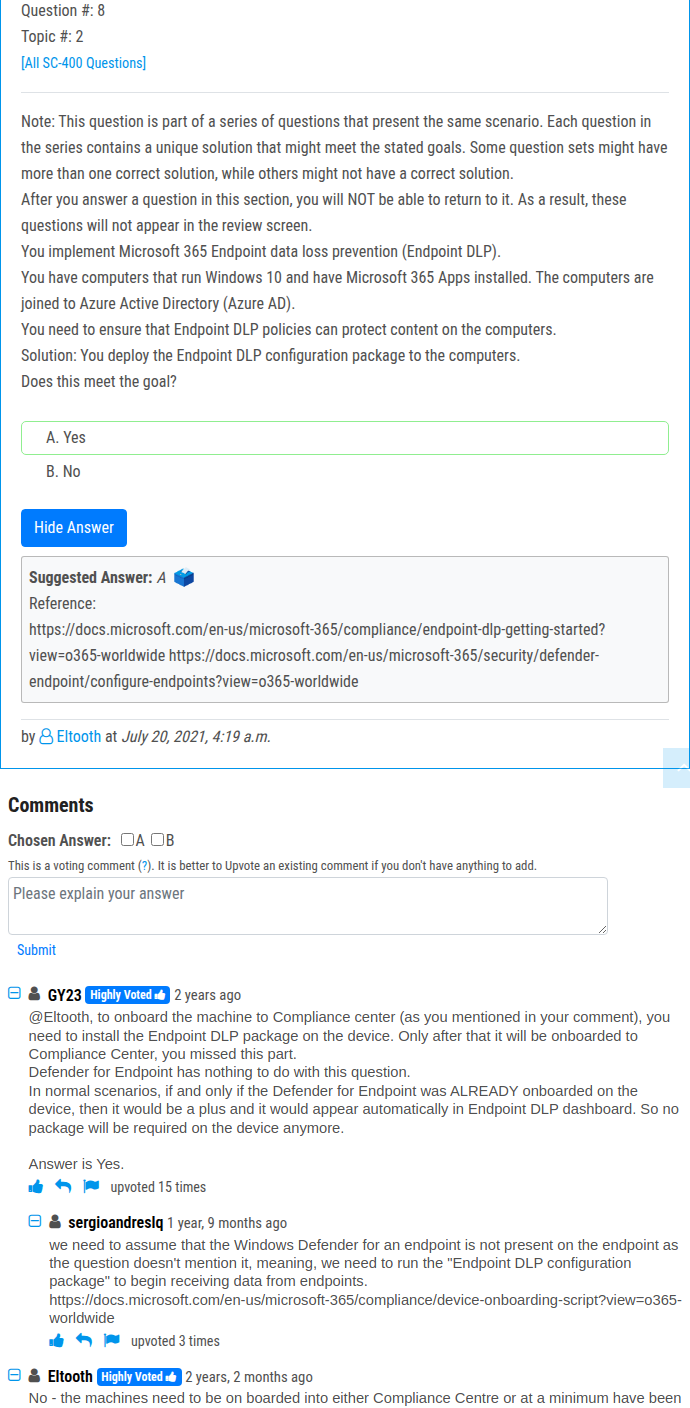 Question #: 8
Topic #: 2
[All SC-400 Questions]
Note: This question is part of a series of questions that present the same scenario. Each question in
the series contains a unique solution that might meet the stated goals. Some question sets might have
more than one correct solution, while others might not have a correct solution.
After you answer a question in this section, you will NOT be able to return to it. As a result, these
questions will not appear in the review screen.
You implement Microsoft 365 Endpoint data loss prevention (Endpoint DLP).
You have computers that run Windows 10 and have Microsoft 365 Apps installed. The computers are
joined to Azure Active Directory (Azure AD).
You need to ensure that Endpoint DLP policies can protect content on the computers.
Solution: You deploy the Endpoint DLP configuration package to the computers.
Does this meet the goal?
A. Yes
B. No
Hide Answer
Suggested Answer: A
Reference:
https://docs.microsoft.com/en-us/microsoft-365/compliance/endpoint-dlp-getting-started?
view=o365-worldwide https://docs.microsoft.com/en-us/microsoft-365/security/defender-
endpoint/configure-endpoints?view=o365-worldwide
by Eltooth at July 20, 2021, 4:19 a.m.
Comments
Chosen Answer: A B
This is a voting comment (?). It is better to Upvote an existing comment if you don't have anything to add.
Please explain your answer
Submit
GY23 Highly Voted 2 years ago
@Eltooth, to onboard the machine to Compliance center (as you mentioned in your comment), you
need to install the Endpoint DLP package on the device. Only after that it will be onboarded to
Compliance Center, you missed this part.
Defender for Endpoint has nothing to do with this question.
In normal scenarios, if and only if the Defender for Endpoint was ALREADY onboarded on the
device, then it would be a plus and it would appear automatically in Endpoint DLP dashboard. So no
package will be required on the device anymore.
Answer is Yes.
upvoted 15 times
sergioandreslq 1 year, 9 months ago
we need to assume that the Windows Defender for an endpoint is not present on the endpoint as
the question doesn't mention it, meaning, we need to run the "Endpoint DLP configuration
package" to begin receiving data from endpoints.
https://docs.microsoft.com/en-us/microsoft-365/compliance/device-onboarding-script?view=o365-
worldwide
upvoted 3 times
Eltooth Highly Voted 2 years, 2 months ago
No - the machines need to be on boarded into either Compliance Centre or at a minimum have been